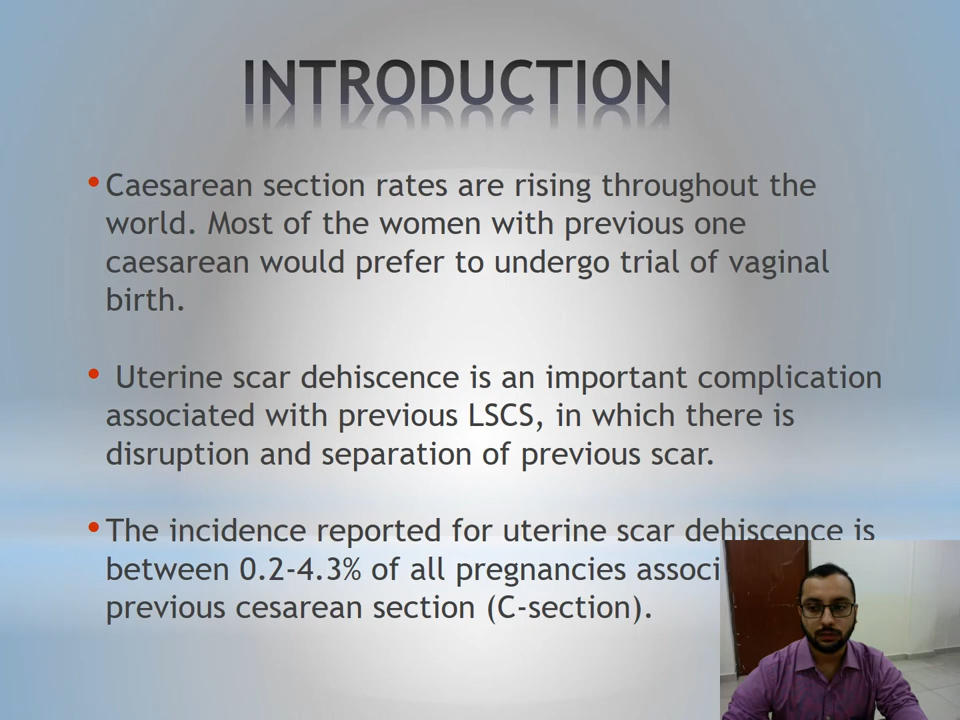 INTRODUCTION
• Caesarean section rates are rising throughout the
world. Most of the women with previous one
caesarean would prefer to undergo trial of vaginal
birth.
• Uterine scar dehiscence is an important complication
associated with previous LSCS, in which there is
disruption and separation of previous scar.
• The incidence reported for uterine scar dehiscence is
between 0.2-4.3% of all pregnancies
previous cesarean section (C-section).